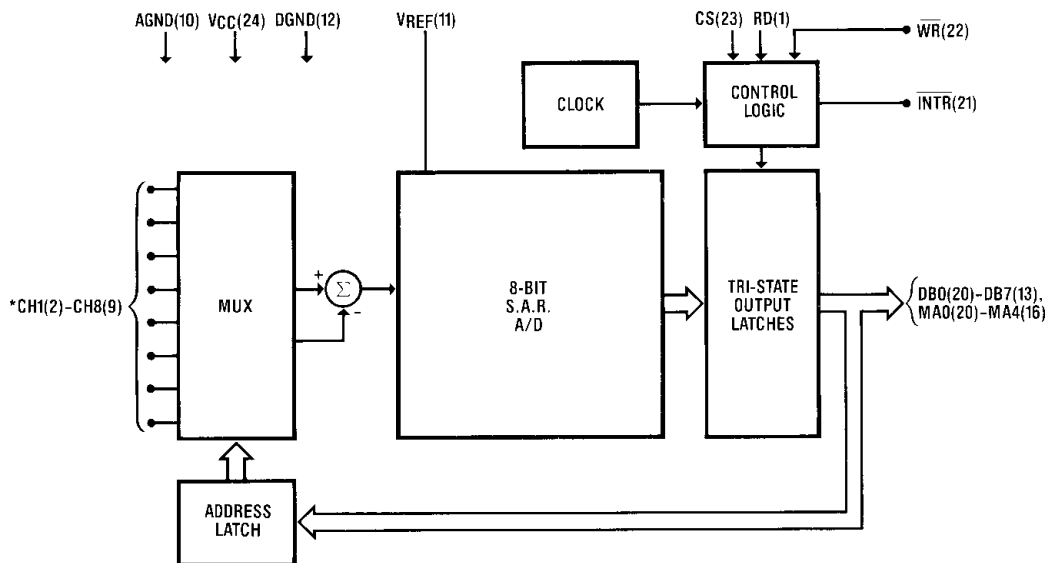 AGND(10) VCC(24) DGND(12)
VREF(11)
CS(23) RD(1)
W̅R̅(22)
CLOCK
CONTROL
LOGIC
I̅N̅T̅R̅(21)
*CH1(2)-CH8(9)
MUX
+
Σ
-
8-BIT
S.A.R.
A/D
TRI-STATE
OUTPUT
LATCHES
DB0(20)-DB7(13),
MA0(20)-MA4(16)
ADDRESS
LATCH